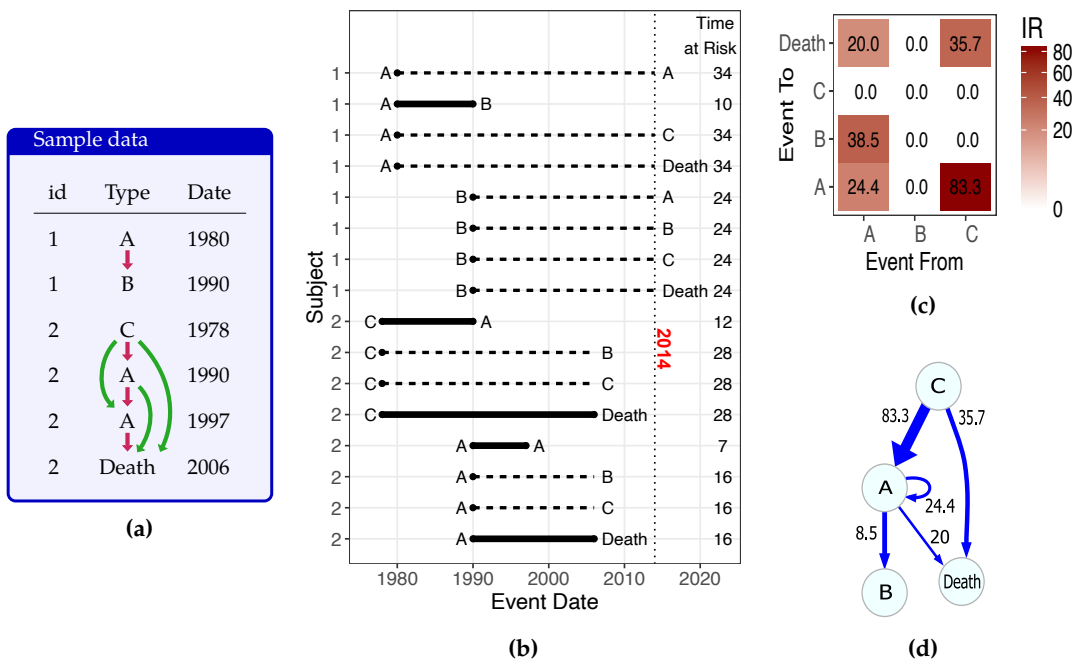 Sample data
id Type Date
1 A 1980
1 B 1990
2 C 1978
2 A 1990
2 A 1997
2 Death 2006
(a)
Time
at Risk
1 A A 34
1 A B 10
1 A C 34
1 A Death 34
1 B A 24
1 B B 24
1 B C 24
1 B Death 24
2 C A 12
2 C B 28
2 C C 28
2 C Death 28
2 A A 7
2 A B 16
2 A C 16
2 A Death 16
2014
Subject
1980 1990 2000 2010 2020
Event Date
(b)
IR
Death 20.0 0.0 35.7
C 0.0 0.0 0.0
B 38.5 0.0 0.0
A 24.4 0.0 83.3
Event To
A B C
Event From
80
60
40
20
0
(c)
C
83.3
35.7
A
24.4
8.5
20
B
Death
(d)